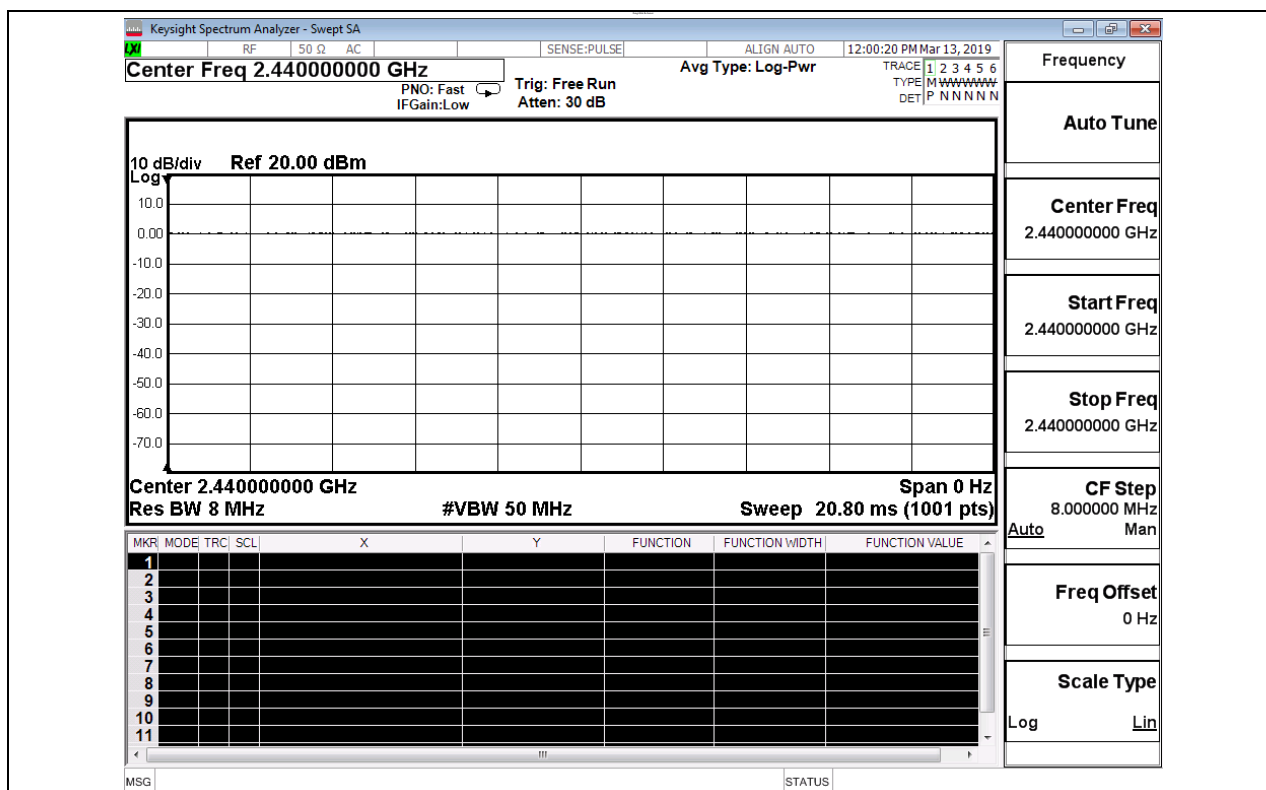 Keysight Spectrum Analyzer - Swept SA
LXI RF 50 Ω AC SENSE:PULSE ALIGN AUTO 12:00:20 PM Mar 13, 2019
Center Freq 2.440000000 GHz
PNO: Fast
IFGain:Low
Trig: Free Run
Atten: 30 dB
Avg Type: Log-Pwr
TRACE 1 2 3 4 5 6
TYPE M WWWWW
DET P N N N N N
10 dB/div Ref 20.00 dBm
Log
10.0
0.00
-10.0
-20.0
-30.0
-40.0
-50.0
-60.0
-70.0
Center 2.440000000 GHz Span 0 Hz
Res BW 8 MHz #VBW 50 MHz Sweep 20.80 ms (1001 pts)
MKR MODE TRC SCL X Y FUNCTION FUNCTION WIDTH FUNCTION VALUE
1
2
3
4
5
6
7
8
9
10
11
MSG STATUS
Frequency
Auto Tune
Center Freq
2.440000000 GHz
Start Freq
2.440000000 GHz
Stop Freq
2.440000000 GHz
CF Step
8.000000 MHz
Auto Man
Freq Offset
0 Hz
Scale Type
Log Lin